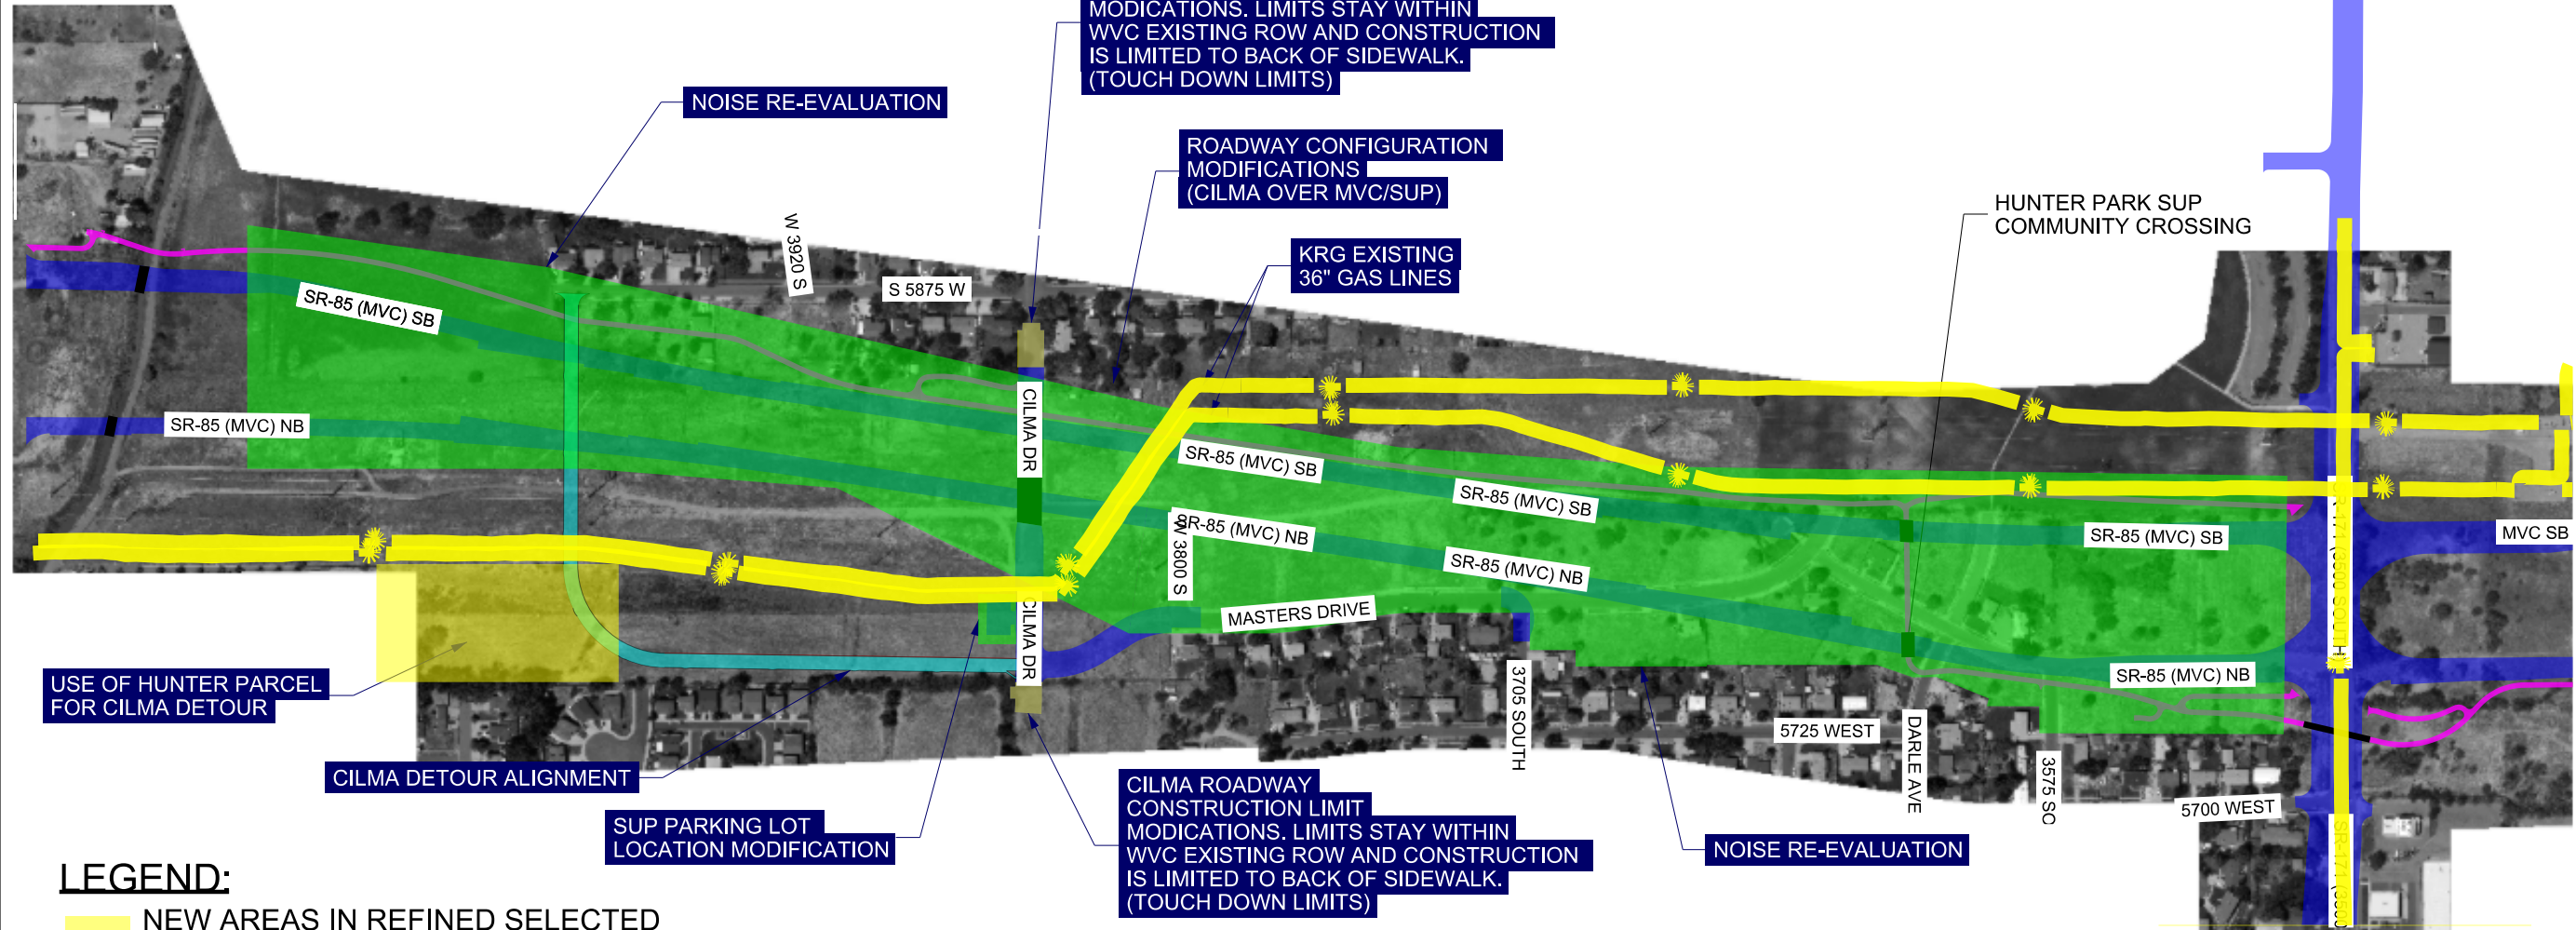 MODICATIONS. LIMITS STAY WITHIN
WVC EXISTING ROW AND CONSTRUCTION
IS LIMITED TO BACK OF SIDEWALK.
(TOUCH DOWN LIMITS)
NOISE RE-EVALUATION
ROADWAY CONFIGURATION
MODIFICATIONS
(CILMA OVER MVC/SUP)
HUNTER PARK SUP
COMMUNITY CROSSING
KRG EXISTING
36" GAS LINES
W 3920 S
S 5875 W
SR-85 (MVC) SB
SR-85 (MVC) NB
CILMA DR
SR-85 (MVC) SB
SR-85 (MVC) SB
SR-85 (MVC) NB
W 3800 S
SR-85 (MVC) NB
SR-85 (MVC) SB
MVC SB
SR-171 (3500 SOUTH)
CILMA DR
MASTERS DRIVE
SR-85 (MVC) NB
USE OF HUNTER PARCEL
FOR CILMA DETOUR
3705 SOUTH
5725 WEST
DARLE AVE
3575 SO
5700 WEST
CILMA DETOUR ALIGNMENT
SUP PARKING LOT
LOCATION MODIFICATION
CILMA ROADWAY
CONSTRUCTION LIMIT
MODICATIONS. LIMITS STAY WITHIN
WVC EXISTING ROW AND CONSTRUCTION
IS LIMITED TO BACK OF SIDEWALK.
(TOUCH DOWN LIMITS)
NOISE RE-EVALUATION
SR-171 (3500
LEGEND:
NEW AREAS IN REFINED SELECTED